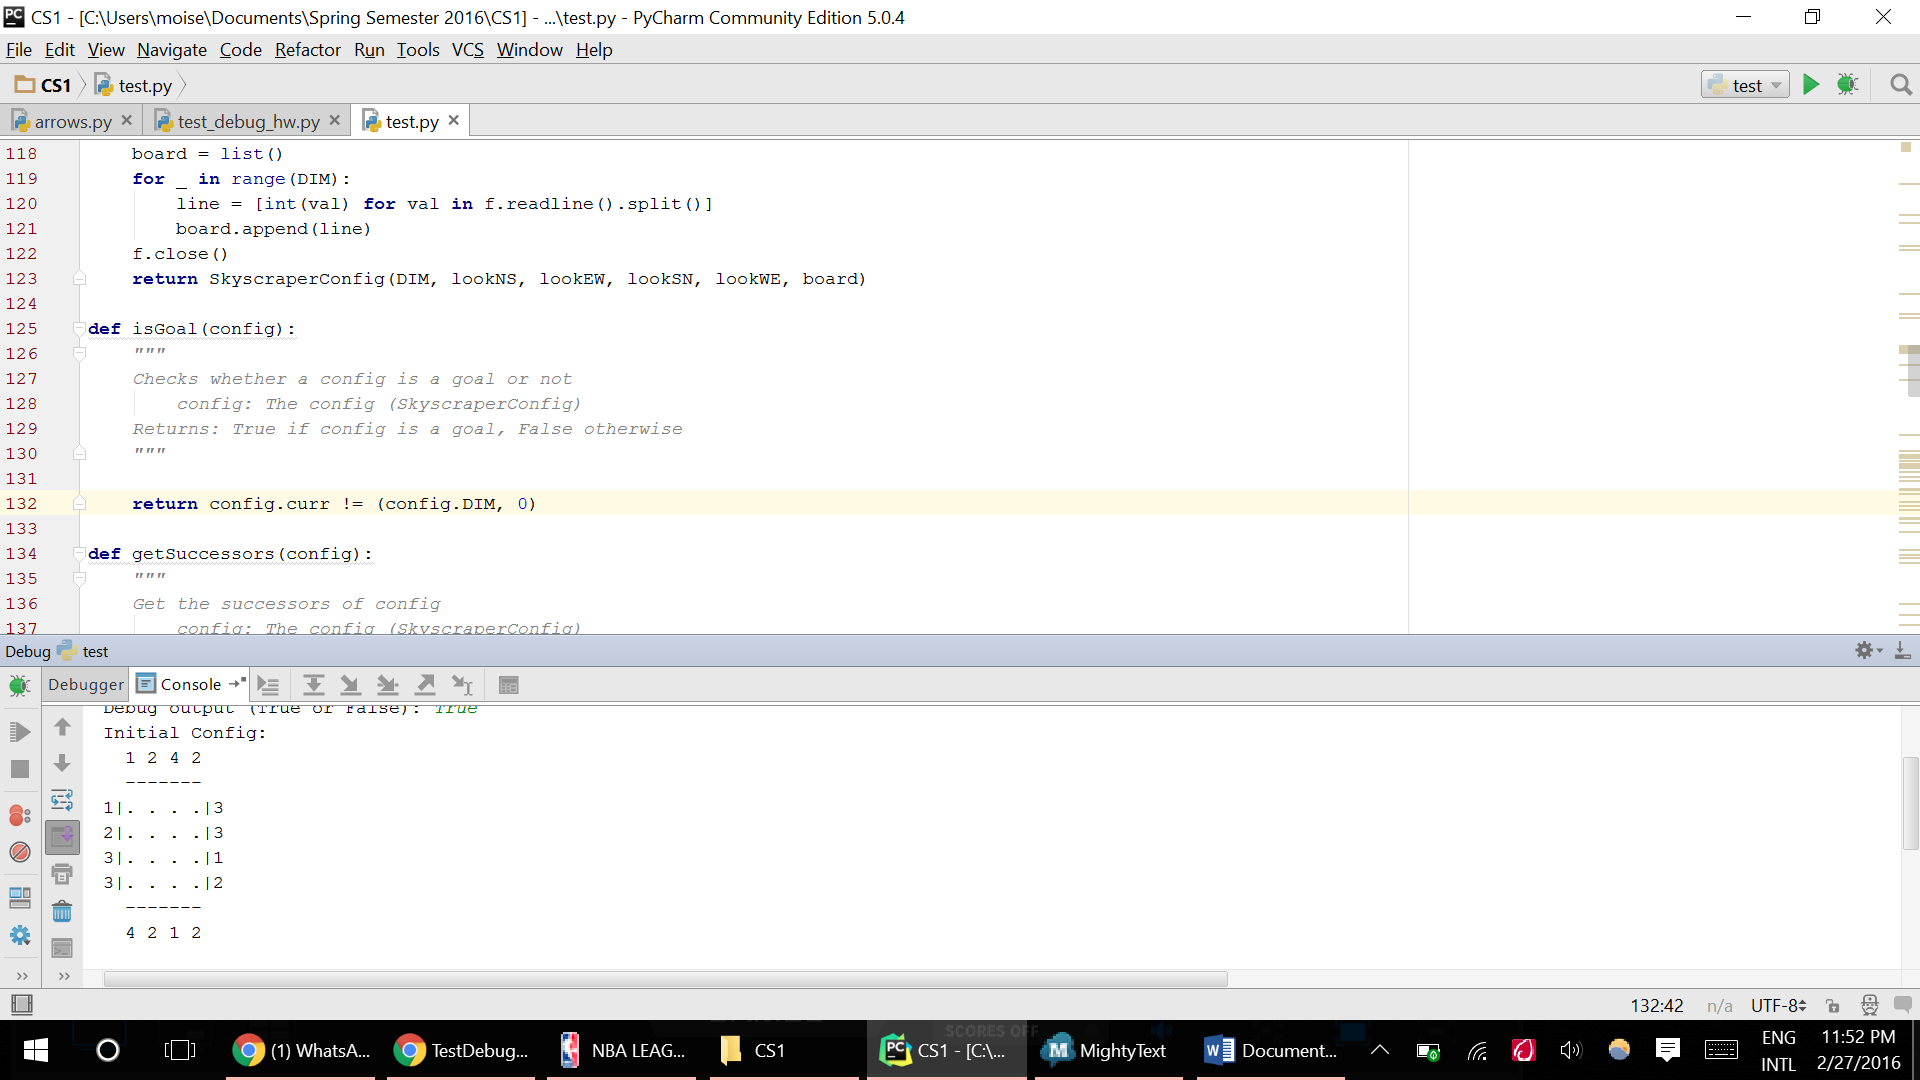 CS1 - [C:\Users\moise\Documents\Spring Semester 2016\CS1] - ...\test.py - PyCharm Community Edition 5.0.4
File Edit View Navigate Code Refactor Run Tools VCS Window Help
CS1 test.py test
arrows.py test_debug_hw.py test.py
118 board = list()
119 for _ in range(DIM):
120 line = [int(val) for val in f.readline().split()]
121 board.append(line)
122 f.close()
123 return SkyscraperConfig(DIM, lookNS, lookEW, lookSN, lookWE, board)
124
125 def isGoal(config):
126 """
127 Checks whether a config is a goal or not
128 config: The config (SkyscraperConfig)
129 Returns: True if config is a goal, False otherwise
130 """
131
132 return config.curr != (config.DIM, 0)
133
134 def getSuccessors(config):
135 """
136 Get the successors of config
137 config: The config (SkyscraperConfig)
Debug test
Debugger Console
Debug output (True or False): True
Initial Config:
1 2 4 2
-------
1|. . . .|3
2|. . . .|3
3|. . . .|1
3|. . . .|2
-------
4 2 1 2
132:42 n/a UTF-8
SCORES OFF
(1) WhatsA... TestDebug... NBA LEAG... CS1 CS1 - [C:\... MightyText Document... ENG 11:52 PM
INTL 2/27/2016